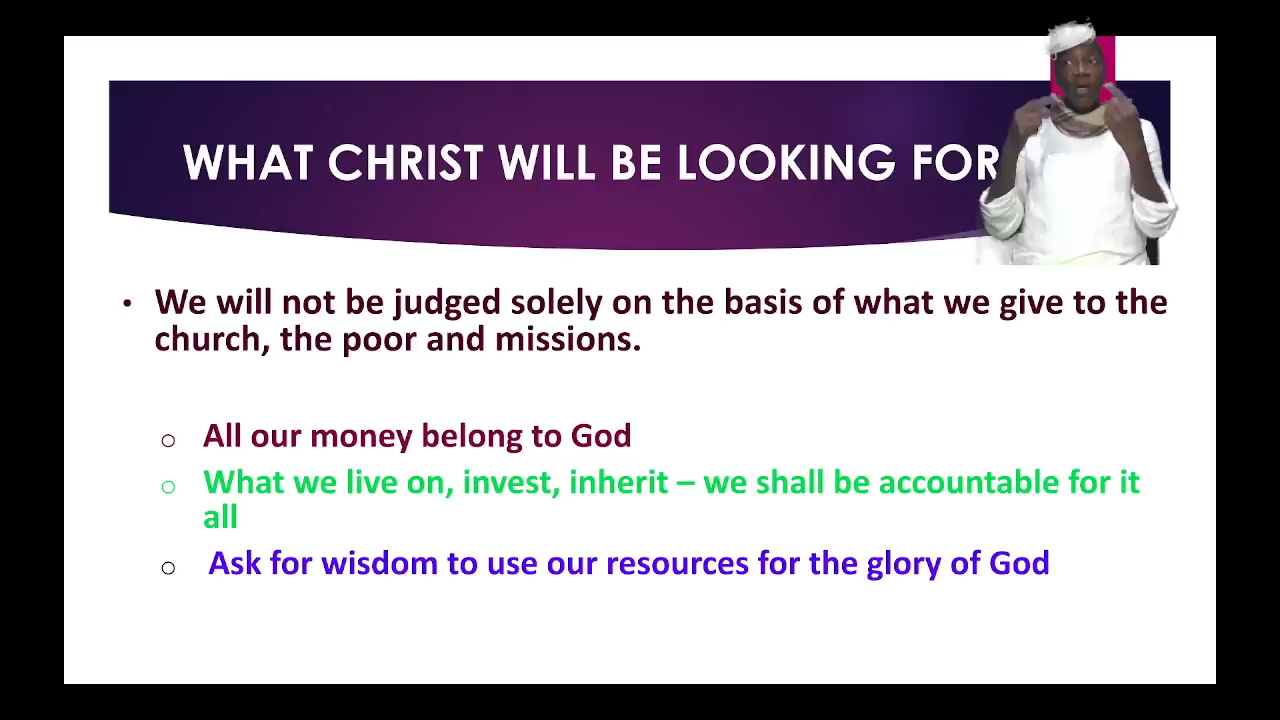 WHAT CHRIST WILL BE LOOKING FOR
• We will not be judged solely on the basis of what we give to the
church, the poor and missions.
o All our money belong to God
o What we live on, invest, inherit – we shall be accountable for it
all
o Ask for wisdom to use our resources for the glory of God